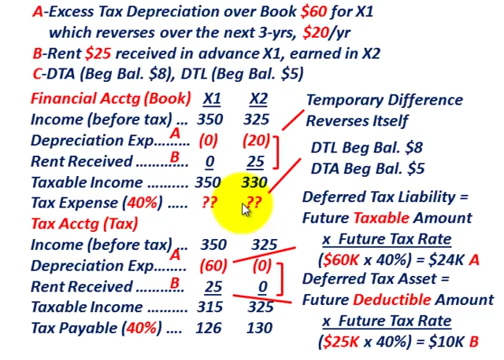 A-Excess Tax Depreciation over Book $60 for X1
which reverses over the next 3-yrs, $20/yr
B-Rent $25 received in advance X1, earned in X2
C-DTA (Beg Bal. $8), DTL (Beg Bal. $5)
Financial Acctg (Book) X1 X2
Income (before tax) ... 350 325
Depreciation Exp......... A (0) (20)
Rent Received ............ B 0 25
Taxable Income .......... 350 330
Tax Expense (40%) ..... ?? ??
Tax Acctg (Tax)
Income (before tax) ... 350 325
Depreciation Exp........ A (60) (0)
Rent Received ........... B 25 0
Taxable Income .......... 315 325
Tax Payable (40%) .... 126 130
Temporary Difference
Reverses Itself
DTL Beg Bal. $8
DTA Beg Bal. $5
Deferred Tax Liability =
Future Taxable Amount
x Future Tax Rate
($60K x 40%) = $24K A
Deferred Tax Asset =
Future Deductible Amount
x Future Tax Rate
($25K x 40%) = $10K B